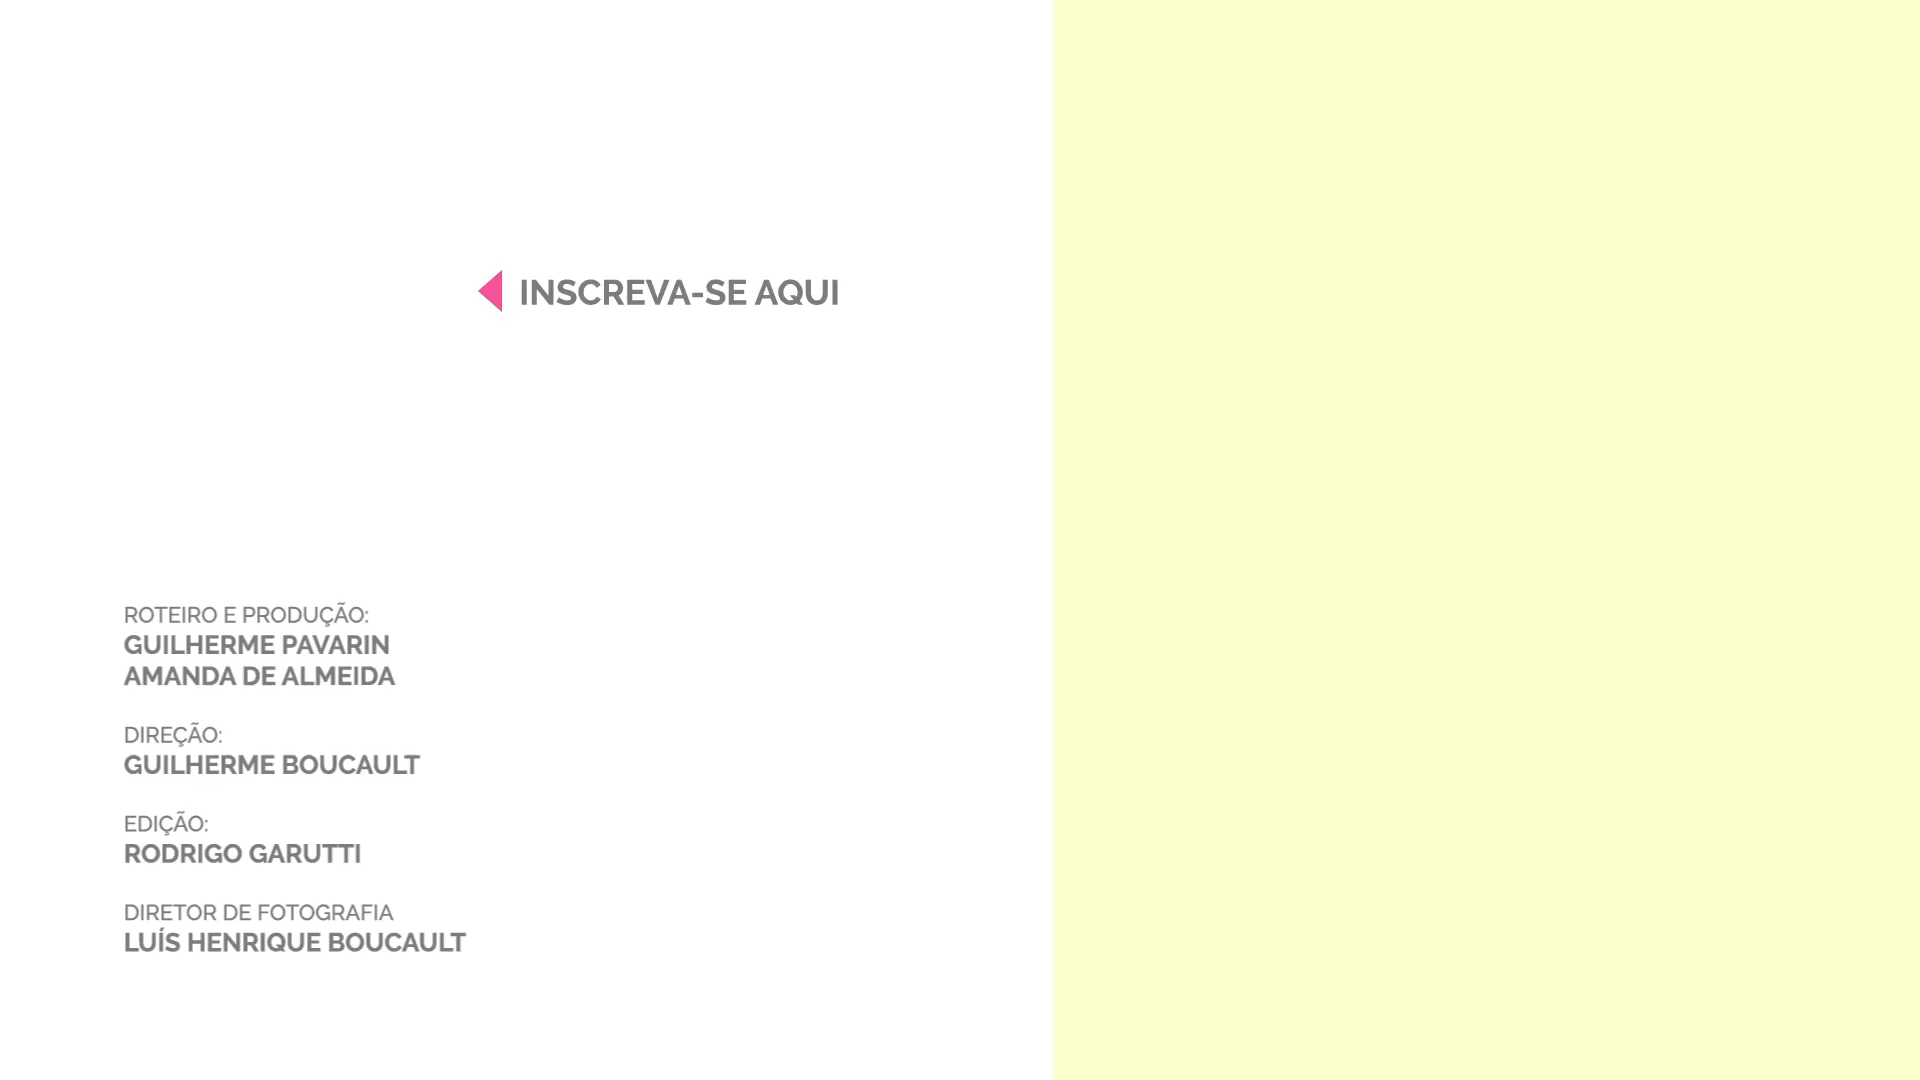 INSCREVA-SE AQUI
ROTEIRO E PRODUÇÃO:
GUILHERME PAVARIN
AMANDA DE ALMEIDA
DIREÇÃO:
GUILHERME BOUCAULT
EDIÇÃO:
RODRIGO GARUTTI
DIRETOR DE FOTOGRAFIA
LUÍS HENRIQUE BOUCAULT